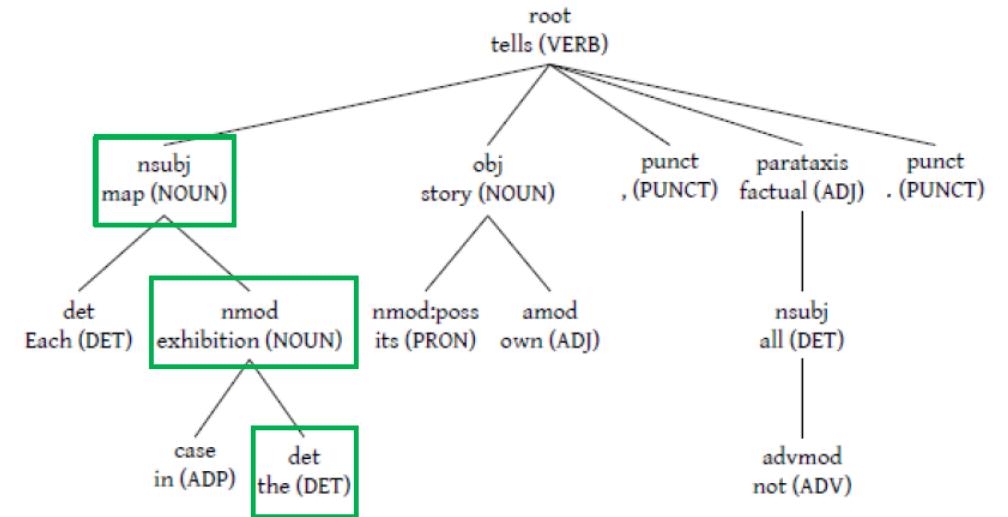 root
tells (VERB)
nsubj obj punct parataxis punct
map (NOUN) story (NOUN) , (PUNCT) factual (ADJ) . (PUNCT)
det nmod nmod:poss amod nsubj
Each (DET) exhibition (NOUN) its (PRON) own (ADJ) all (DET)
case det advmod
in (ADP) the (DET) not (ADV)